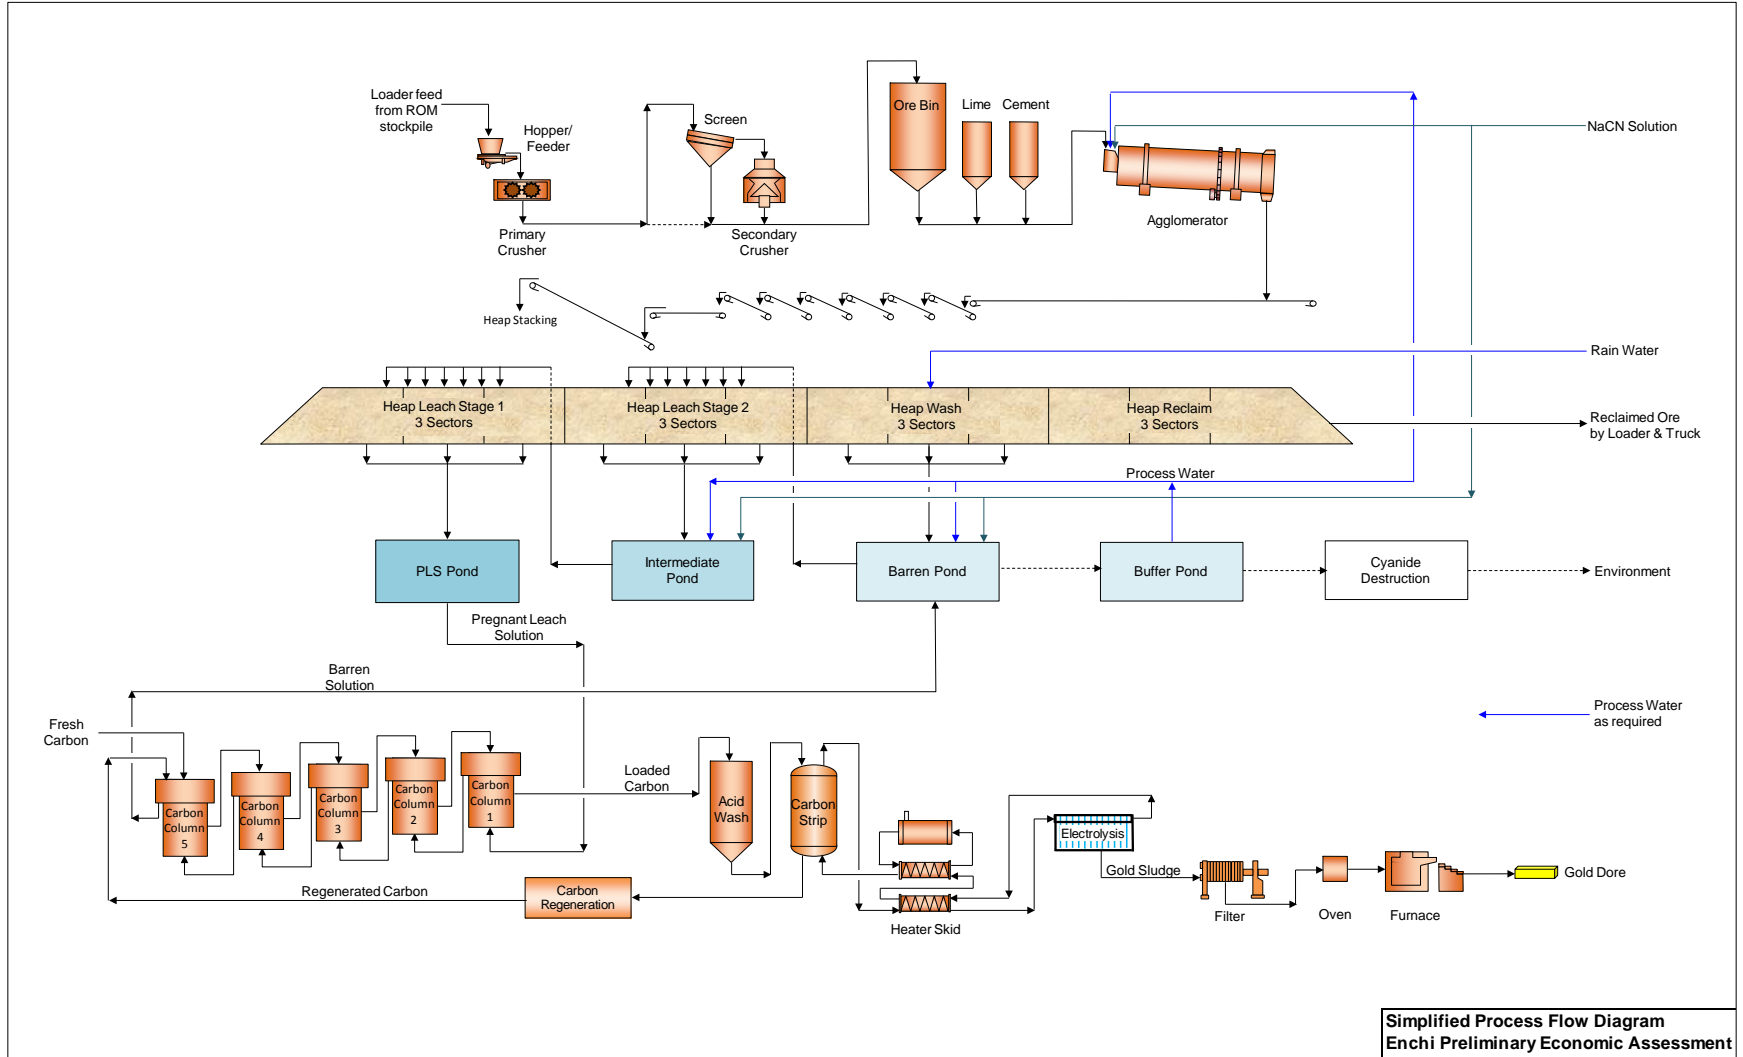 Loader feed
from ROM
stockpile
Hopper/
Feeder
Primary
Crusher
Screen
Secondary
Crusher
Ore Bin
Lime
Cement
Agglomerator
NaCN Solution
Heap Stacking
Rain Water
Heap Leach Stage 1
3 Sectors
Heap Leach Stage 2
3 Sectors
Heap Wash
3 Sectors
Heap Reclaim
3 Sectors
Reclaimed Ore
by Loader & Truck
Process Water
PLS Pond
Intermediate
Pond
Barren Pond
Buffer Pond
Cyanide
Destruction
Environment
Pregnant Leach
Solution
Barren
Solution
Process Water
as required
Fresh
Carbon
Carbon
Column
5
Carbon
Column
4
Carbon
Column
3
Carbon
Column
2
Carbon
Column
1
Loaded
Carbon
Acid
Wash
Carbon
Strip
Regenerated Carbon
Carbon
Regeneration
Heater Skid
Electrolysis
Gold Sludge
Filter
Oven
Furnace
Gold Dore
Simplified Process Flow Diagram
Enchi Preliminary Economic Assessment